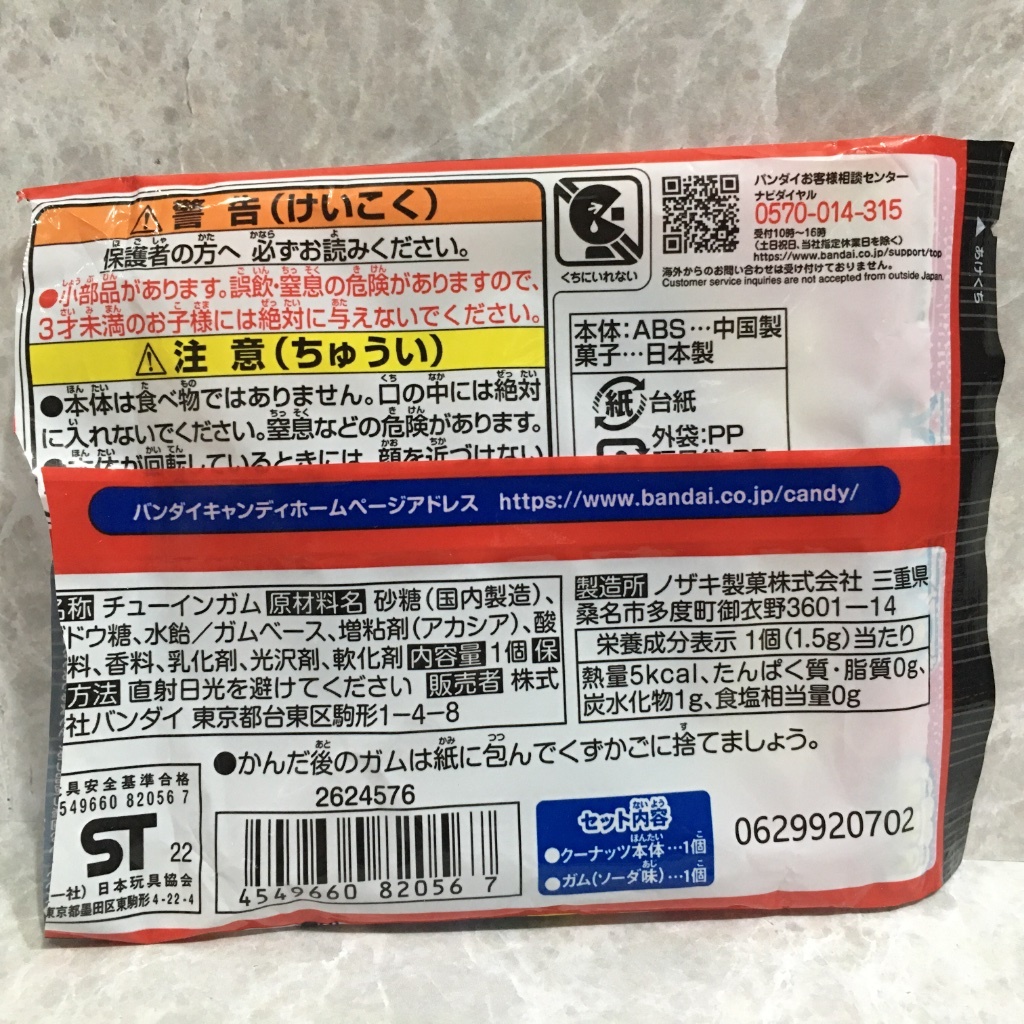 警告(けいこく)
保護者の方へ 必ずお読みください。
●小部品があります。誤飲・窒息の危険がありますので、
3才未満のお子様には絶対に与えないでください。
注意(ちゅうい)
●本体は食べ物ではありません。口の中には絶対
に入れないでください。窒息などの危険があります。
が回転しているときには、顔を近づけない
くちにいれない
バンダイお客様相談センター
ナビダイヤル
0570-014-315
受付10時〜16時
(土日祝日、当社指定休業日を除く)
https://www.bandai.co.jp/support/top
海外からのお問い合わせは受け付けておりません。
Customer service inquiries are not accepted from outside Japan.
あけくち
本体:ABS…中国製
菓子…日本製
紙 台紙
外袋:PP
バンダイキャンディホームページアドレス https://www.bandai.co.jp/candy/
名称 チューインガム 原材料名 砂糖(国内製造)、
ドウ糖、水飴/ガムベース、増粘剤(アカシア)、酸
料、香料、乳化剤、光沢剤、軟化剤 内容量 1個 保
方法 直射日光を避けてください 販売者 株式
社バンダイ 東京都台東区駒形1-4-8
製造所 ノザキ製菓株式会社 三重県
桑名市多度町御衣野3601-14
栄養成分表示 1個(1.5g)当たり
熱量5kcal、たんぱく質・脂質0g、
炭水化物1g、食塩相当量0g
●かんだ後のガムは紙に包んでくずかごに捨てましょう。
具安全基準合格
549660 82056 7
ST 22
一社) 日本玩具協会
東京都墨田区東駒形4-22-4
2624576
4549660 82056 7
セット内容
●クーナッツ本体…1個
●ガム(ソーダ味)…1個
0629920702